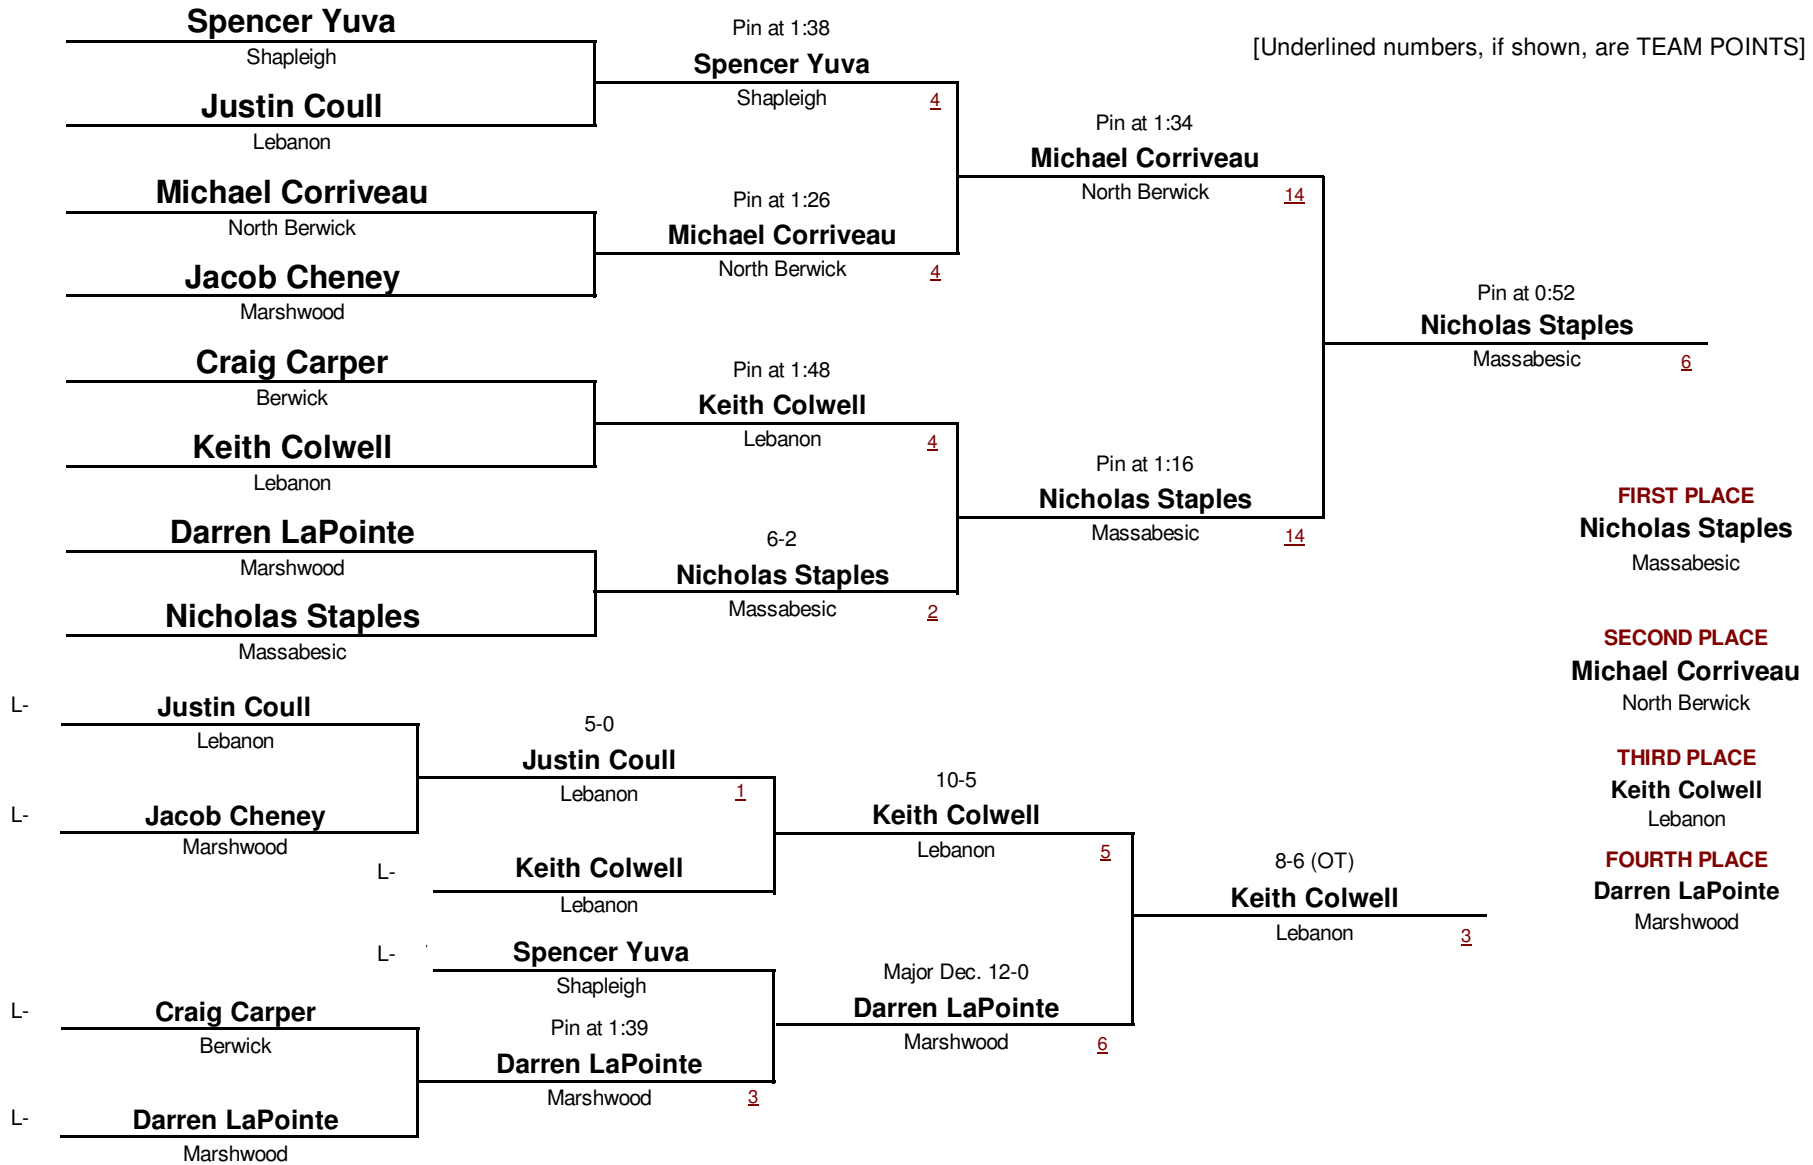 [Underlined numbers, if shown, are TEAM POINTS]
Spencer Yuva
Shapleigh
Justin Coull
Lebanon
Michael Corriveau
North Berwick
Jacob Cheney
Marshwood
Craig Carper
Berwick
Keith Colwell
Lebanon
Darren LaPointe
Marshwood
Nicholas Staples
Massabesic
Pin at 1:38
Spencer Yuva
Shapleigh
4
Pin at 1:26
Michael Corriveau
North Berwick
4
Pin at 1:48
Keith Colwell
Lebanon
4
6-2
Nicholas Staples
Massabesic
2
Pin at 1:34
Michael Corriveau
North Berwick
14
Pin at 1:16
Nicholas Staples
Massabesic
14
Pin at 0:52
Nicholas Staples
Massabesic
6
L-
Justin Coull
Lebanon
L-
Jacob Cheney
Marshwood
L-
Craig Carper
Berwick
L-
Darren LaPointe
Marshwood
5-0
Justin Coull
Lebanon
1
L-
Keith Colwell
Lebanon
L-
Spencer Yuva
Shapleigh
Pin at 1:39
Darren LaPointe
Marshwood
3
10-5
Keith Colwell
Lebanon
5
Major Dec. 12-0
Darren LaPointe
Marshwood
6
8-6 (OT)
Keith Colwell
Lebanon
3
FIRST PLACE
Nicholas Staples
Massabesic
SECOND PLACE
Michael Corriveau
North Berwick
THIRD PLACE
Keith Colwell
Lebanon
FOURTH PLACE
Darren LaPointe
Marshwood